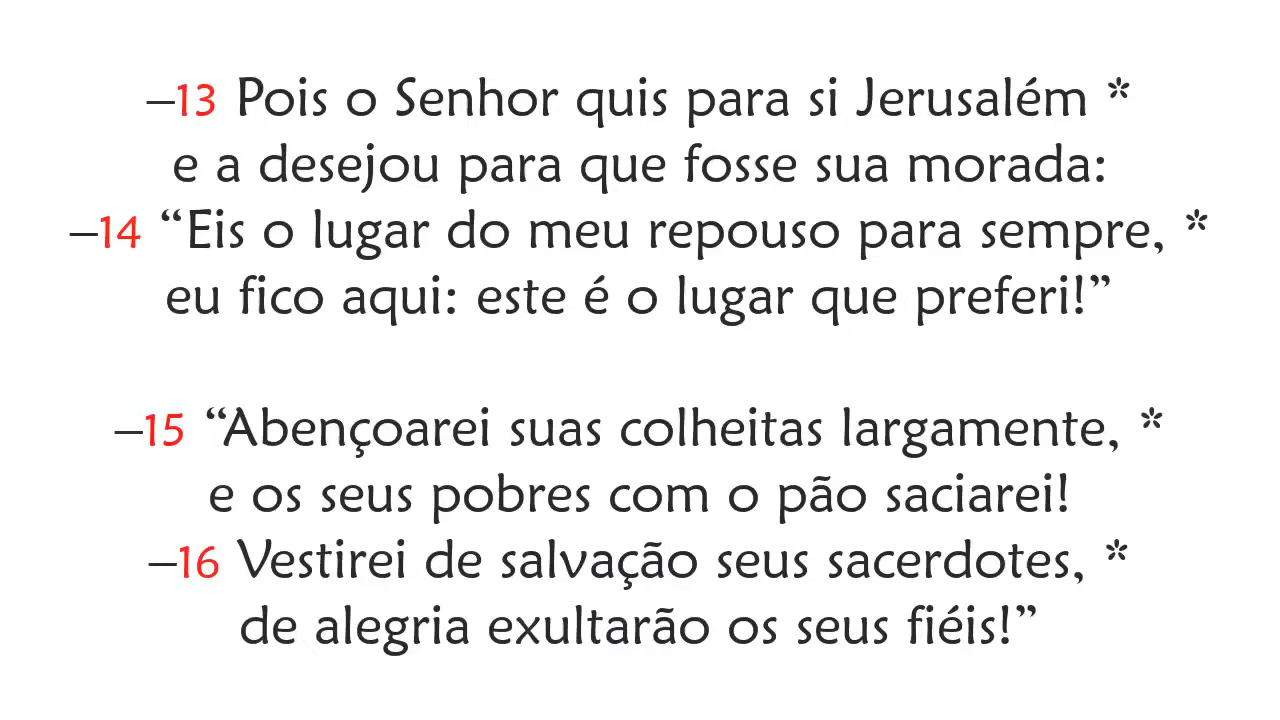 –13 Pois o Senhor quis para si Jerusalém *
e a desejou para que fosse sua morada:
–14 “Eis o lugar do meu repouso para sempre, *
eu fico aqui: este é o lugar que preferi!”
–15 “Abençoarei suas colheitas largamente, *
e os seus pobres com o pão saciarei!
–16 Vestirei de salvação seus sacerdotes, *
de alegria exultarão os seus fiéis!”